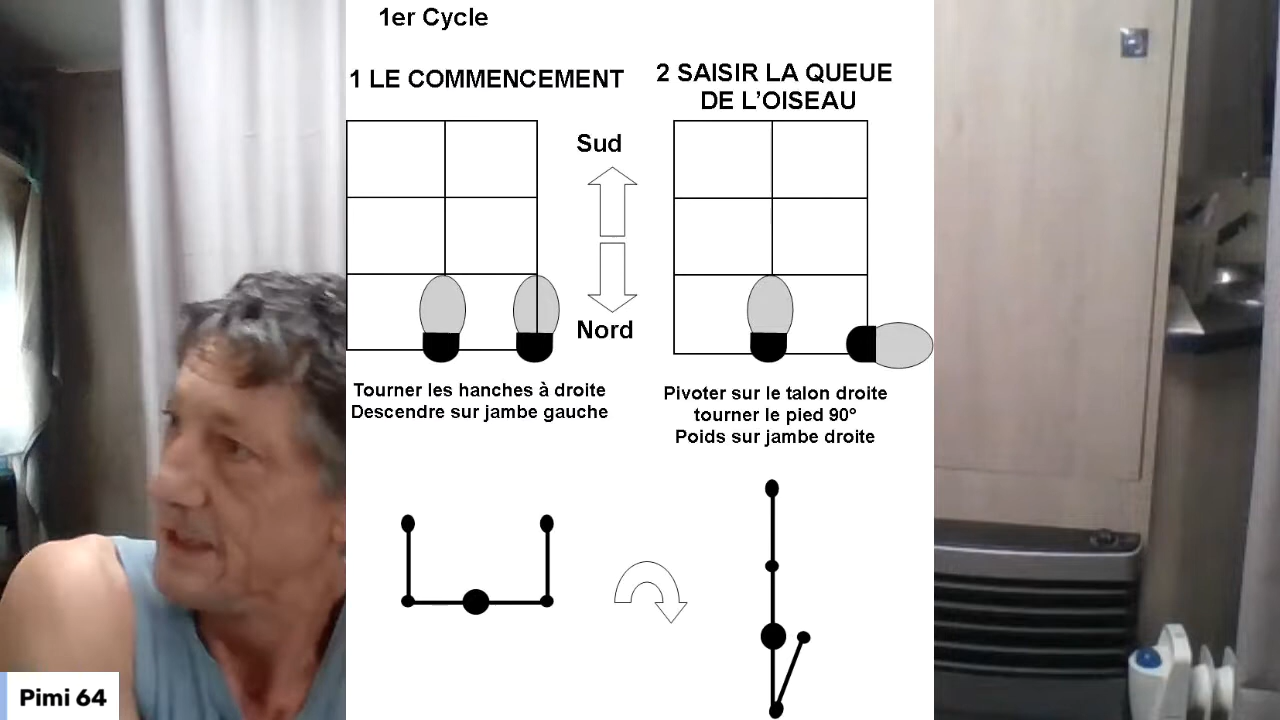 1er Cycle
1 LE COMMENCEMENT
2 SAISIR LA QUEUE
DE L'OISEAU
Sud
Nord
Tourner les hanches à droite
Descendre sur jambe gauche
Pivoter sur le talon droite
tourner le pied 90º
Poids sur jambe droite
Pimi 64